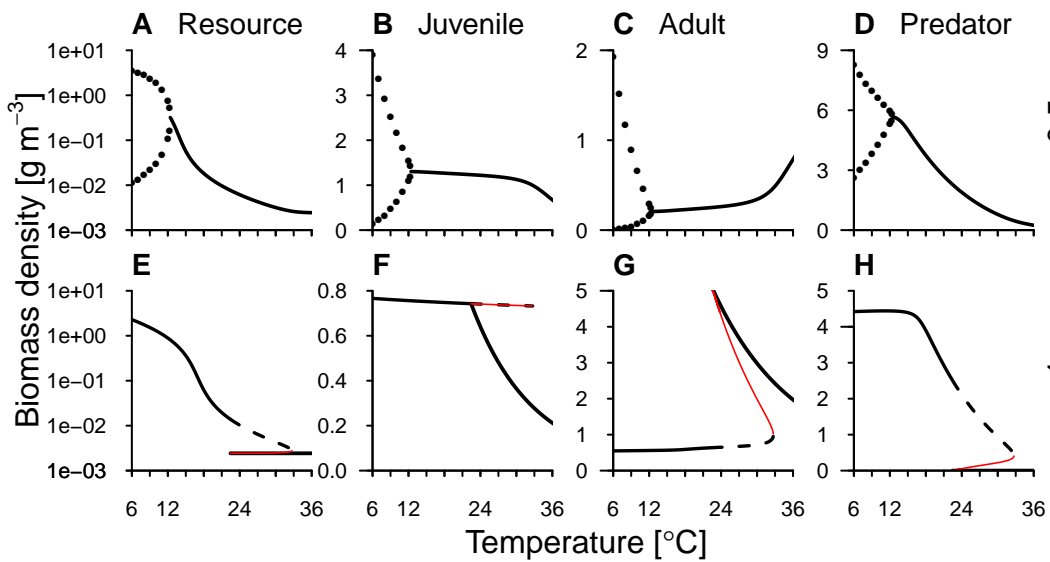 A Resource B Juvenile C Adult D Predator
1e+01 4 2 9
1e+00 3 6
1e−01 2 1
1e−02 1 3
1e−03 0 0 0
E F G H
1e+01 0.8 5 5
1e+00 0.6 4 4
1e−01 0.4 3 3
2 2
1e−02 0.2 1 1
1e−03 0.0 0 0
6 12 24 36 6 12 24 36 6 12 24 36 6 12 24 36
Biomass density [g m⁻³]
Temperature [°C]